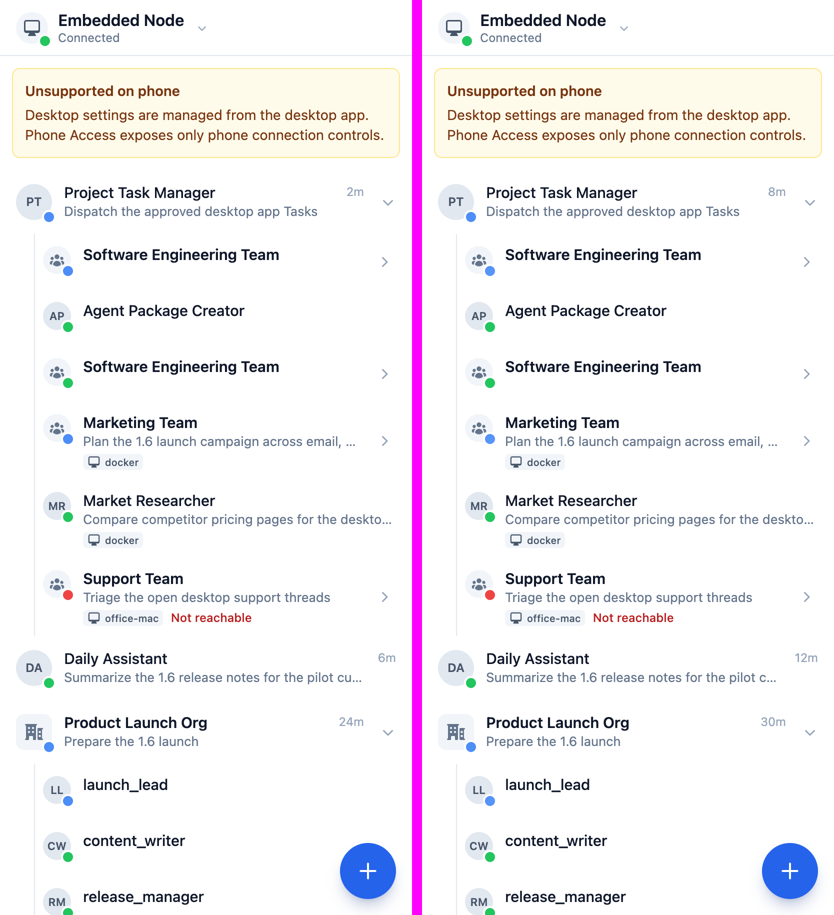 Embedded Node
Connected
Unsupported on phone
Desktop settings are managed from the desktop app.
Phone Access exposes only phone connection controls.
PT
Project Task Manager
2m
Dispatch the approved desktop app Tasks
Software Engineering Team
AP
Agent Package Creator
Software Engineering Team
Marketing Team
Plan the 1.6 launch campaign across email, ...
docker
MR
Market Researcher
Compare competitor pricing pages for the deskto...
docker
Support Team
Triage the open desktop support threads
office-mac Not reachable
DA
Daily Assistant
6m
Summarize the 1.6 release notes for the pilot cu...
Product Launch Org
24m
Prepare the 1.6 launch
LL
launch_lead
CW
content_writer
RM
release_manager
Embedded Node
Connected
Unsupported on phone
Desktop settings are managed from the desktop app.
Phone Access exposes only phone connection controls.
PT
Project Task Manager
8m
Dispatch the approved desktop app Tasks
Software Engineering Team
AP
Agent Package Creator
Software Engineering Team
Marketing Team
Plan the 1.6 launch campaign across email, ...
docker
MR
Market Researcher
Compare competitor pricing pages for the deskto...
docker
Support Team
Triage the open desktop support threads
office-mac Not reachable
DA
Daily Assistant
12m
Summarize the 1.6 release notes for the pilot c...
Product Launch Org
30m
Prepare the 1.6 launch
LL
launch_lead
CW
content_writer
RM
release_manager